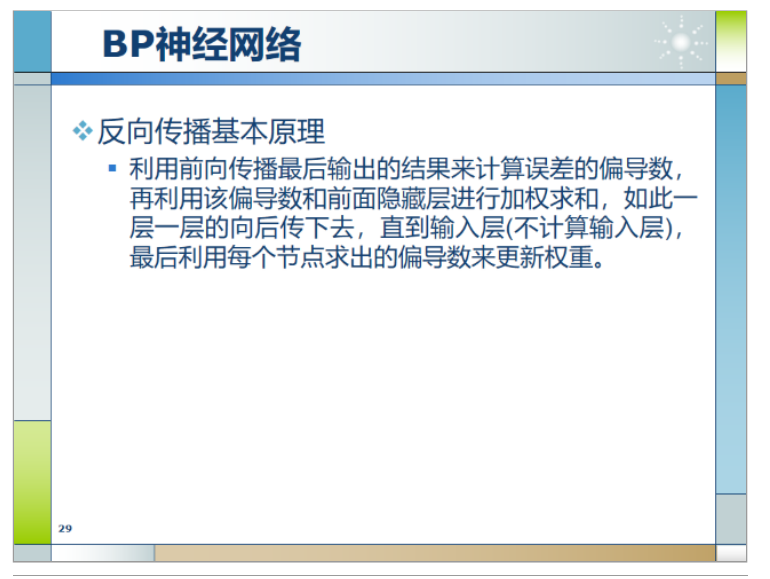 BP神经网络
反向传播基本原理
利用前向传播最后输出的结果来计算误差的偏导数，
再利用该偏导数和前面隐藏层进行加权求和，如此一
层一层的向后传下去，直到输入层(不计算输入层)，
最后利用每个节点求出的偏导数来更新权重。
29